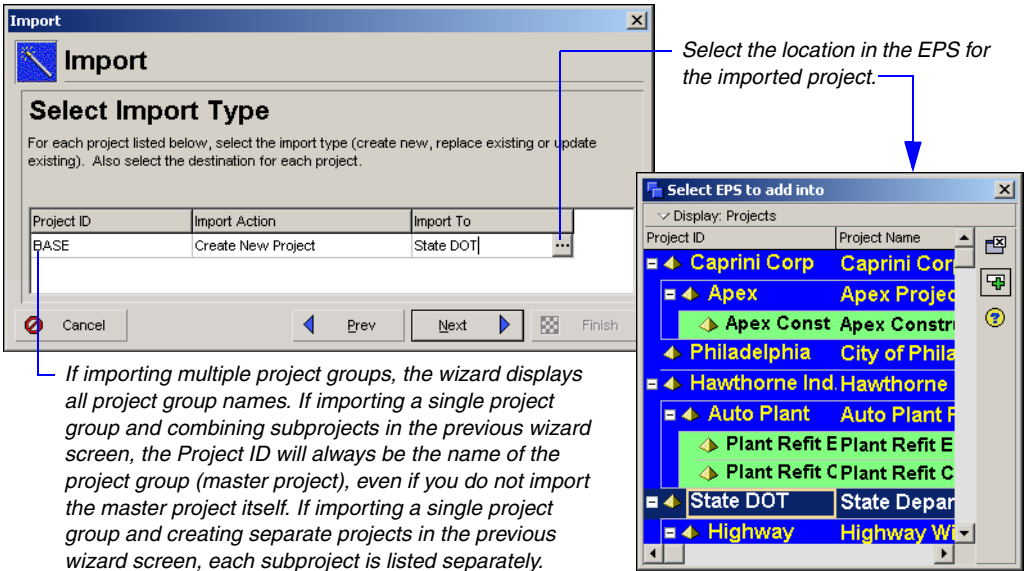 Import
Import
Select Import Type
For each project listed below, select the import type (create new, replace existing or update
existing). Also select the destination for each project.
Project ID Import Action Import To
BASE Create New Project State DOT ...
Cancel Prev Next Finish
Select the location in the EPS for
the imported project.
Select EPS to add into
Display: Projects
Project ID Project Name
Caprini Corp Caprini Corp
Apex Apex Projec
Apex Const Apex Constr
Philadelphia City of Phila
Hawthorne Ind. Hawthorne
Auto Plant Auto Plant
Plant Refit E Plant Refit E
Plant Refit C Plant Refit C
State DOT State Depar
Highway Highway Wi
If importing multiple project groups, the wizard displays
all project group names. If importing a single project
group and combining subprojects in the previous wizard
screen, the Project ID will always be the name of the
project group (master project), even if you do not import
the master project itself. If importing a single project
group and creating separate projects in the previous
wizard screen, each subproject is listed separately.